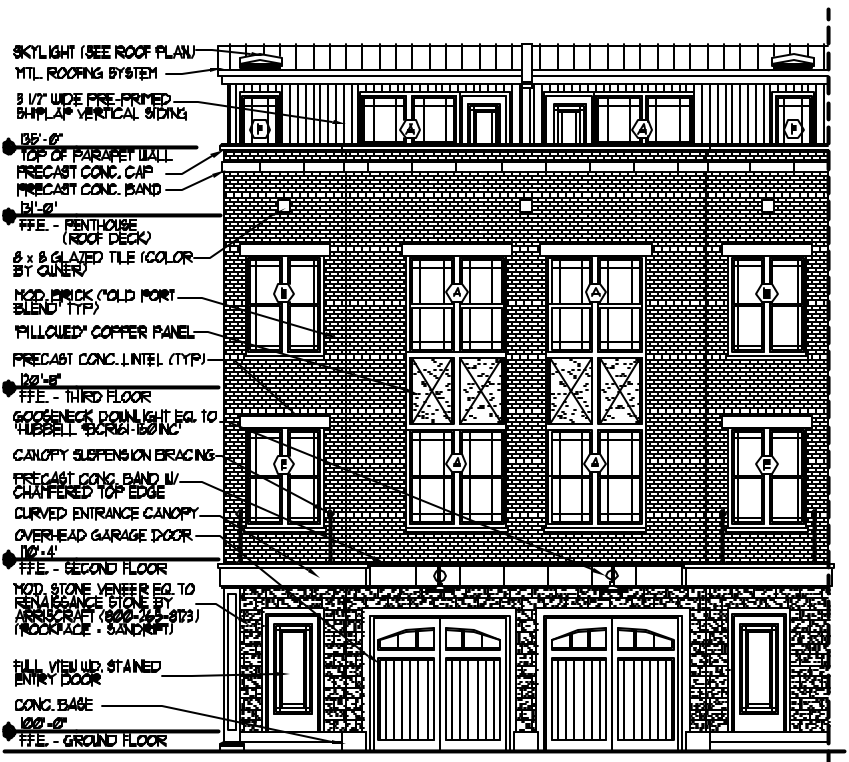 SKYLIGHT (SEE ROOF PLAN)
MTL. ROOFING SYSTEM
5 1/2" WIDE PRE-PRIMED
SHIPLAP VERTICAL SIDING
135'-0"
TOP OF PARAPET WALL
PRECAST CONC. CAP
PRECAST CONC. BAND
131'-0"
F.F.E. - PENTHOUSE
(ROOF DECK)
8 x 8 GLAZED TILE (COLOR
BY OWNER)
MOD. BRICK ("OLD PORT
BLEND" TYP)
"PILLOWED" COPPER PANEL
PRECAST CONC. LINTEL (TYP)
120'-8"
F.F.E. - THIRD FLOOR
GOOSENECK DOWNLIGHT EQ. TO
CANOPY SUSPENSION BRACING
PRECAST CONC. BAND W/
CHAMFERED TOP EDGE
CURVED ENTRANCE CANOPY
OVERHEAD GARAGE DOOR
110'-4"
F.F.E. - SECOND FLOOR
MOD. STONE VENEER EQ. TO
RENAISSANCE STONE BY
ARRISCRAFT
(ROCKFACE - SANDRIFT)
FULL VIEW WD. STAINED
ENTRY DOOR
CONC. BASE
100'-0"
F.F.E. - GROUND FLOOR